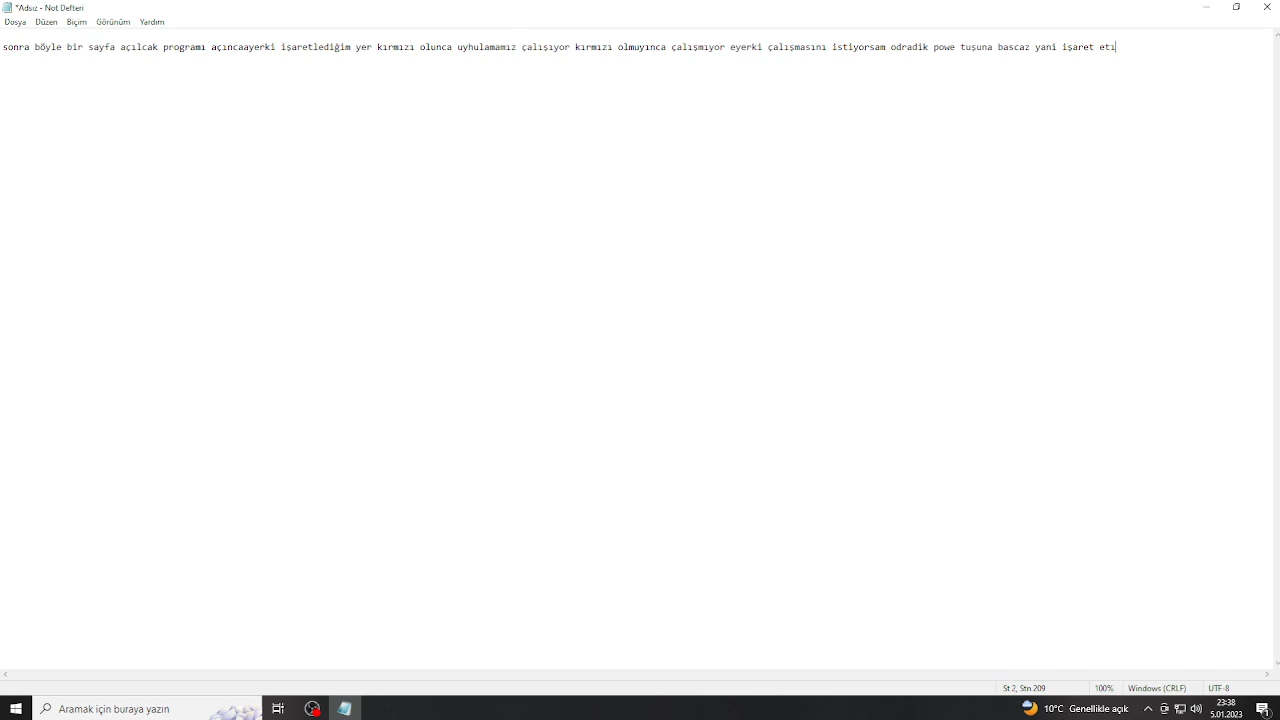 *Adsız - Not Defteri
Dosya Düzen Biçim Görünüm Yardım
sonra böyle bir sayfa açılcak programı açıncaayerki işaretlediğim yer kırmızı olunca uyhulamamız çalışıyor kırmızı olmuyınca çalışmıyor eyerki çalışmasını istiyorsam odradik powe tuşuna bascaz yani işaret etı
St 2, Stn 209 100% Windows (CRLF) UTF-8
Aramak için buraya yazın 10°C Genellikle açık 23:38
5.01.2023 1